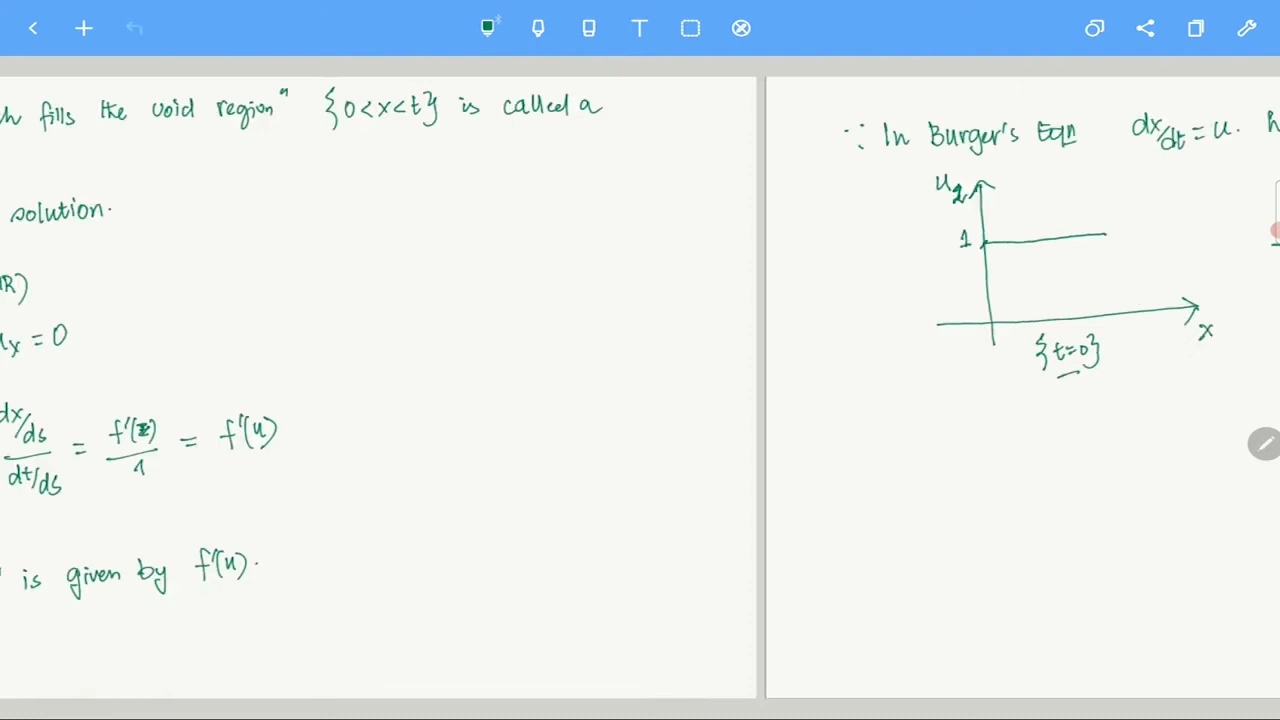 fills the void region" {0<x<t} is called a
solution.
R)
x = 0
dx/ds / dt/ds = f'(z)/1 = f'(u)
is given by f'(u).
∵ In Burger's Eqn dx/dt = u.
u2
1
{t=0}
x